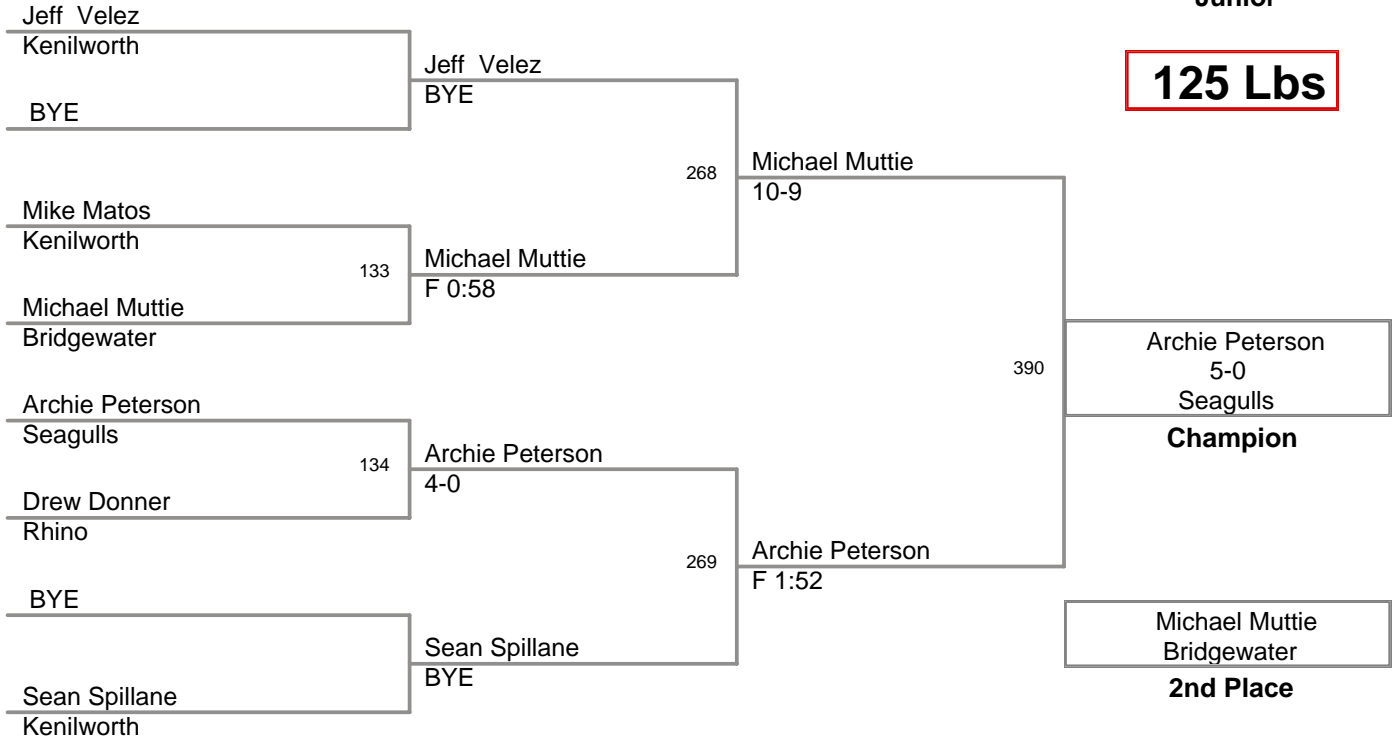 Junior
125 Lbs
Jeff  Velez
Kenilworth
BYE
Mike Matos
Kenilworth
133
Michael Muttie
Bridgewater
Archie Peterson
Seagulls
134
Drew Donner
Rhino
BYE
Sean Spillane
Kenilworth
Jeff  Velez
BYE
268
Michael Muttie
F 0:58
Archie Peterson
4-0
269
Sean Spillane
BYE
Michael Muttie
10-9
390
Archie Peterson
F 1:52
Archie Peterson
5-0
Seagulls
Champion
Michael Muttie
Bridgewater
2nd Place